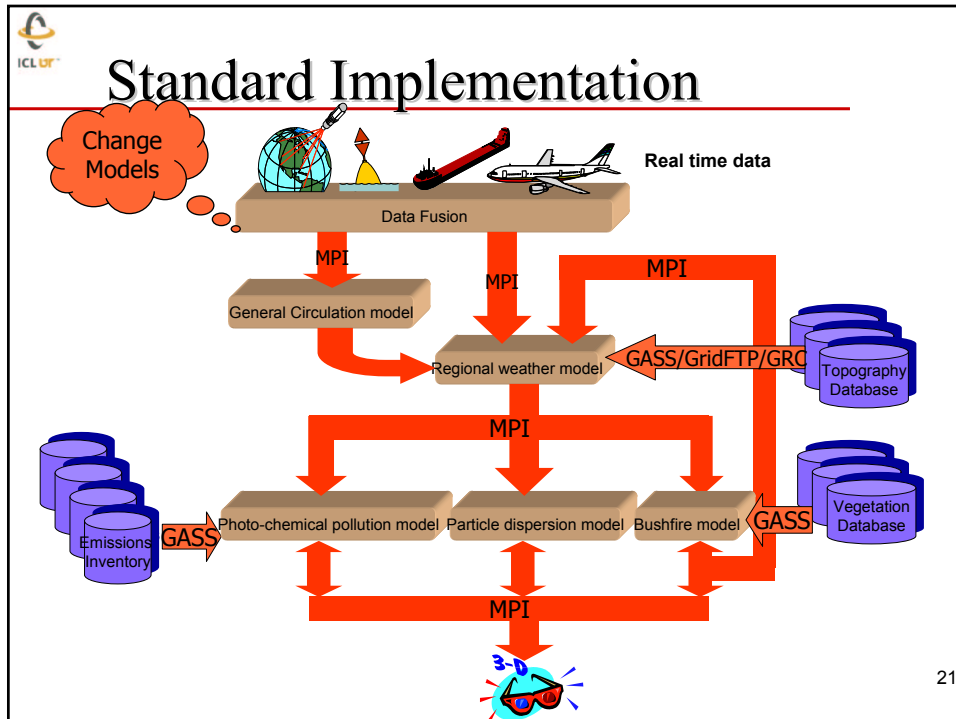 ICL UT
Standard Implementation
Change
Models
Real time data
Data Fusion
MPI
MPI
MPI
General Circulation model
Regional weather model
GASS/GridFTP/GRC
Topography
Database
MPI
Photo-chemical pollution model
Particle dispersion model
Bushfire model
GASS
Vegetation
Database
Emissions
Inventory
GASS
MPI
3-D
21